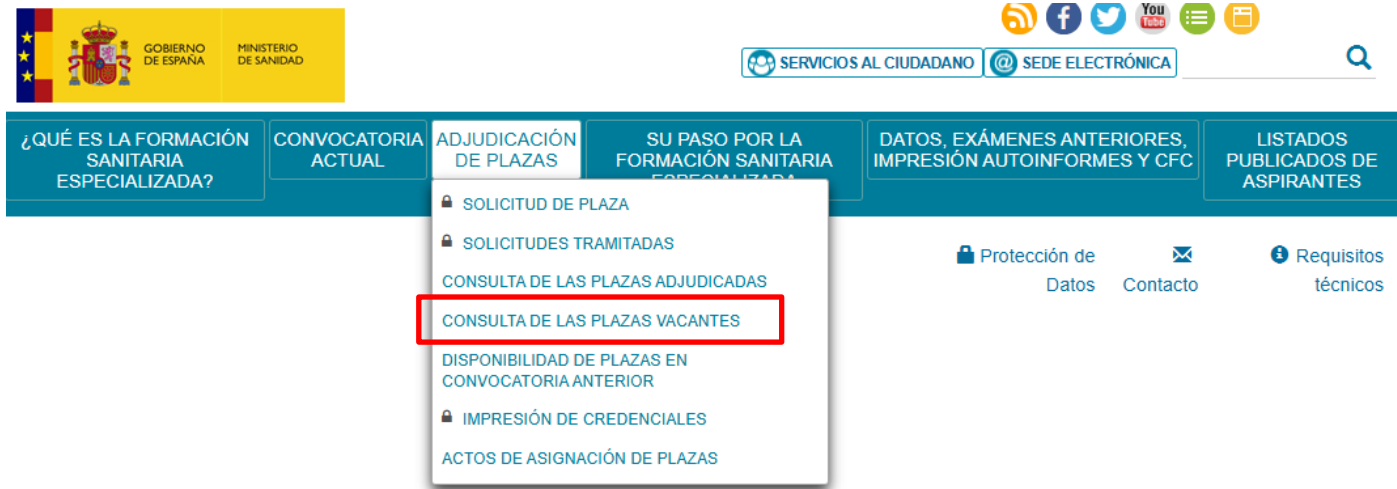 GOBIERNO
DE ESPAÑA
MINISTERIO
DE SANIDAD
You
Tube
SERVICIOS AL CIUDADANO
@ SEDE ELECTRÓNICA
¿QUÉ ES LA FORMACIÓN
SANITARIA
ESPECIALIZADA?
CONVOCATORIA
ACTUAL
ADJUDICACIÓN
DE PLAZAS
SU PASO POR LA
FORMACIÓN SANITARIA
ESPECIALIZADA
DATOS, EXÁMENES ANTERIORES,
IMPRESIÓN AUTOINFORMES Y CFC
LISTADOS
PUBLICADOS DE
ASPIRANTES
SOLICITUD DE PLAZA
SOLICITUDES TRAMITADAS
CONSULTA DE LAS PLAZAS ADJUDICADAS
CONSULTA DE LAS PLAZAS VACANTES
DISPONIBILIDAD DE PLAZAS EN
CONVOCATORIA ANTERIOR
IMPRESIÓN DE CREDENCIALES
ACTOS DE ASIGNACIÓN DE PLAZAS
Protección de
Datos
Contacto
Requisitos
técnicos